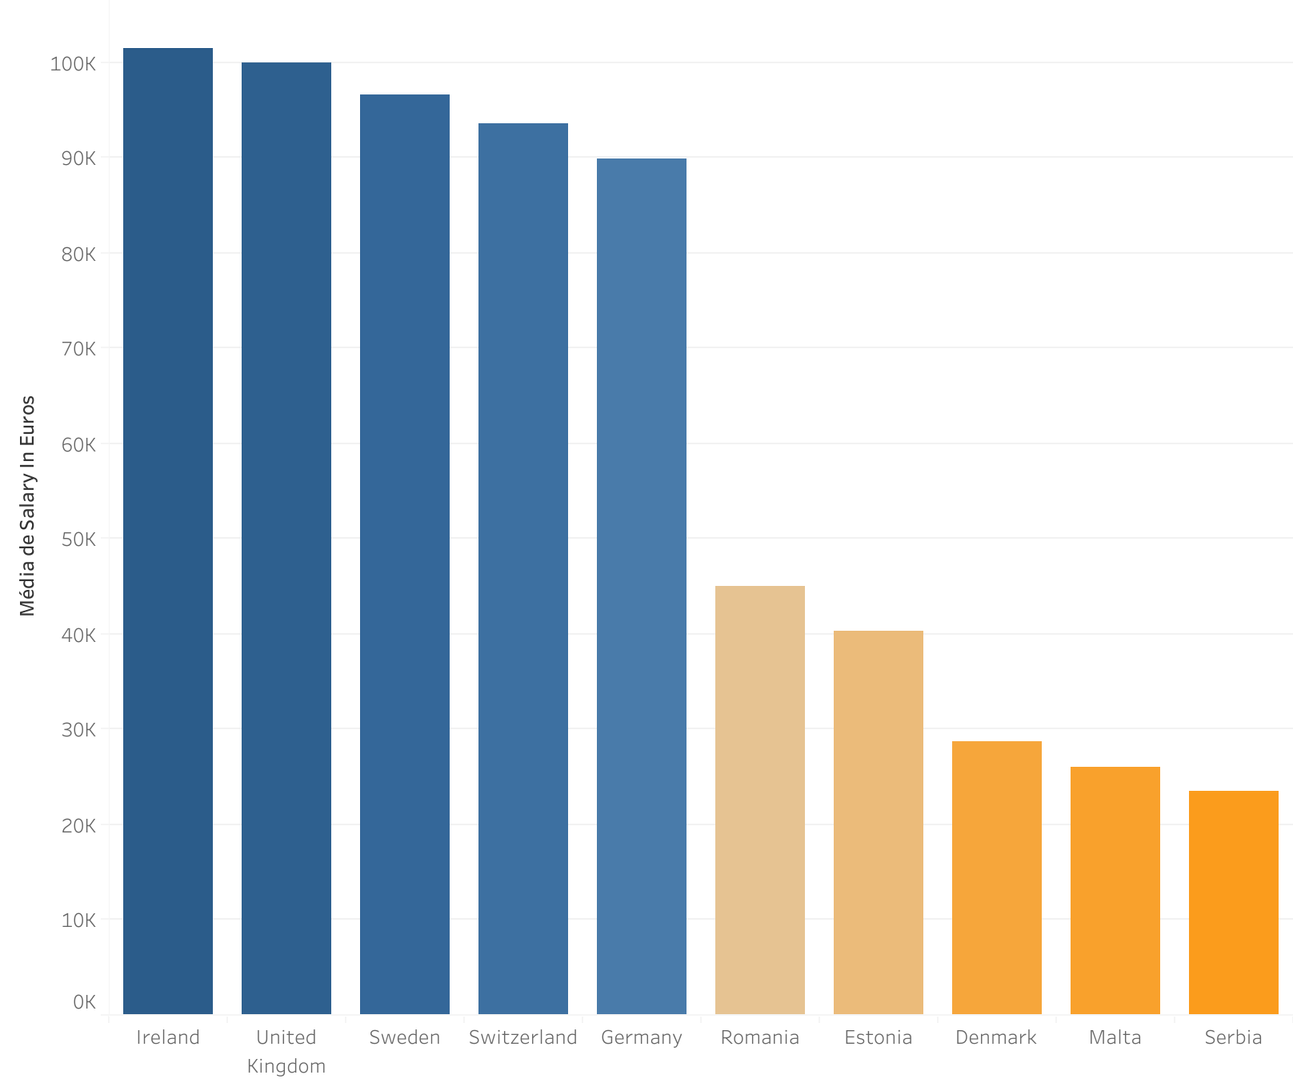 100K
90K
80K
70K
60K
50K
40K
30K
20K
10K
0K
Média de Salary In Euros
Ireland
United
Kingdom
Sweden
Switzerland
Germany
Romania
Estonia
Denmark
Malta
Serbia